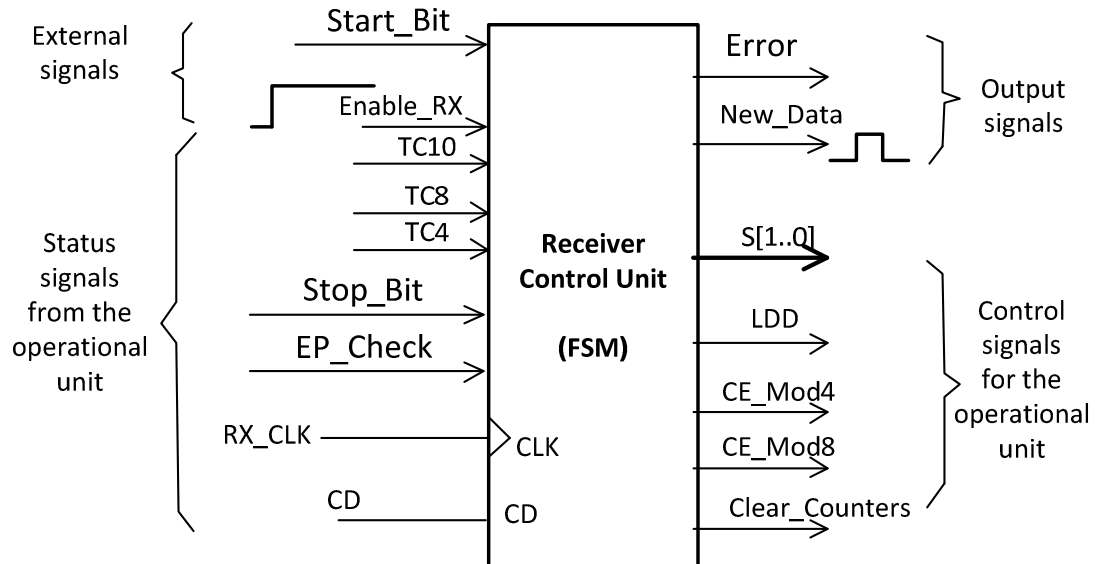 External
signals
Start_Bit
Enable_RX
TC10
TC8
TC4
Status
signals
from the
operational
unit
Stop_Bit
EP_Check
RX_CLK
CLK
CD
CD
Receiver
Control Unit
(FSM)
Error
New_Data
Output
signals
S[1..0]
LDD
CE_Mod4
CE_Mod8
Clear_Counters
Control
signals
for the
operational
unit